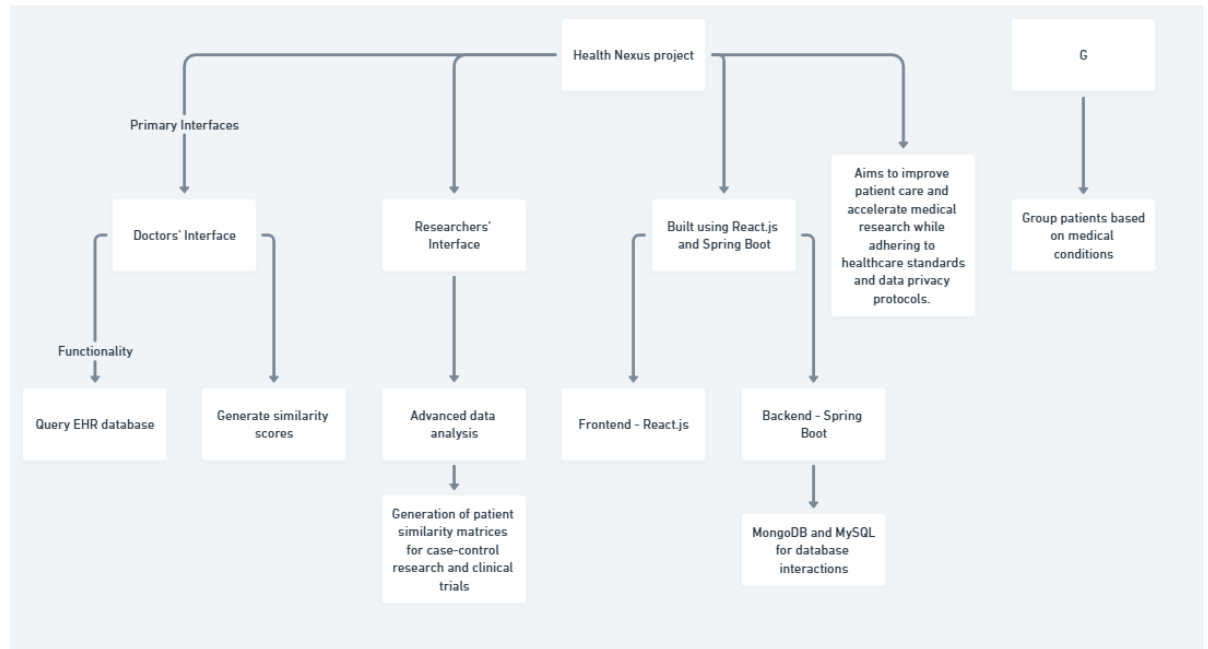 Health Nexus project
G
Primary Interfaces
Aims to improve
patient care and
accelerate medical
research while
adhering to
healthcare standards
and data privacy
protocols.
Doctors' Interface
Researchers'
Interface
Built using React.js
and Spring Boot
Group patients based
on medical
conditions
Functionality
Query EHR database
Generate similarity
scores
Advanced data
analysis
Frontend - React.js
Backend - Spring
Boot
Generation of patient
similarity matrices
for case-control
research and clinical
trials
MongoDB and MySQL
for database
interactions